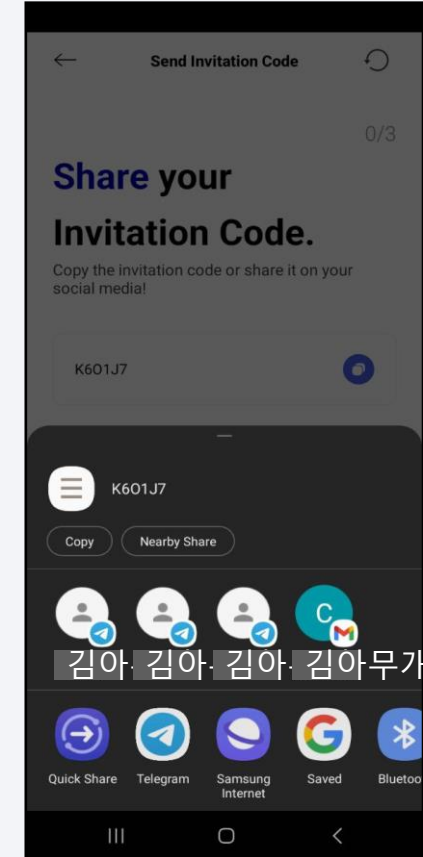 Send Invitation Code
0/3
Share your
Invitation Code.
Copy the invitation code or share it on your
social media!
K6O1J7
K6O1J7
Copy
Nearby Share
김아 김아 김아 김아무개
C
Quick Share
Telegram
Samsung
Internet
Saved
Bluetoo